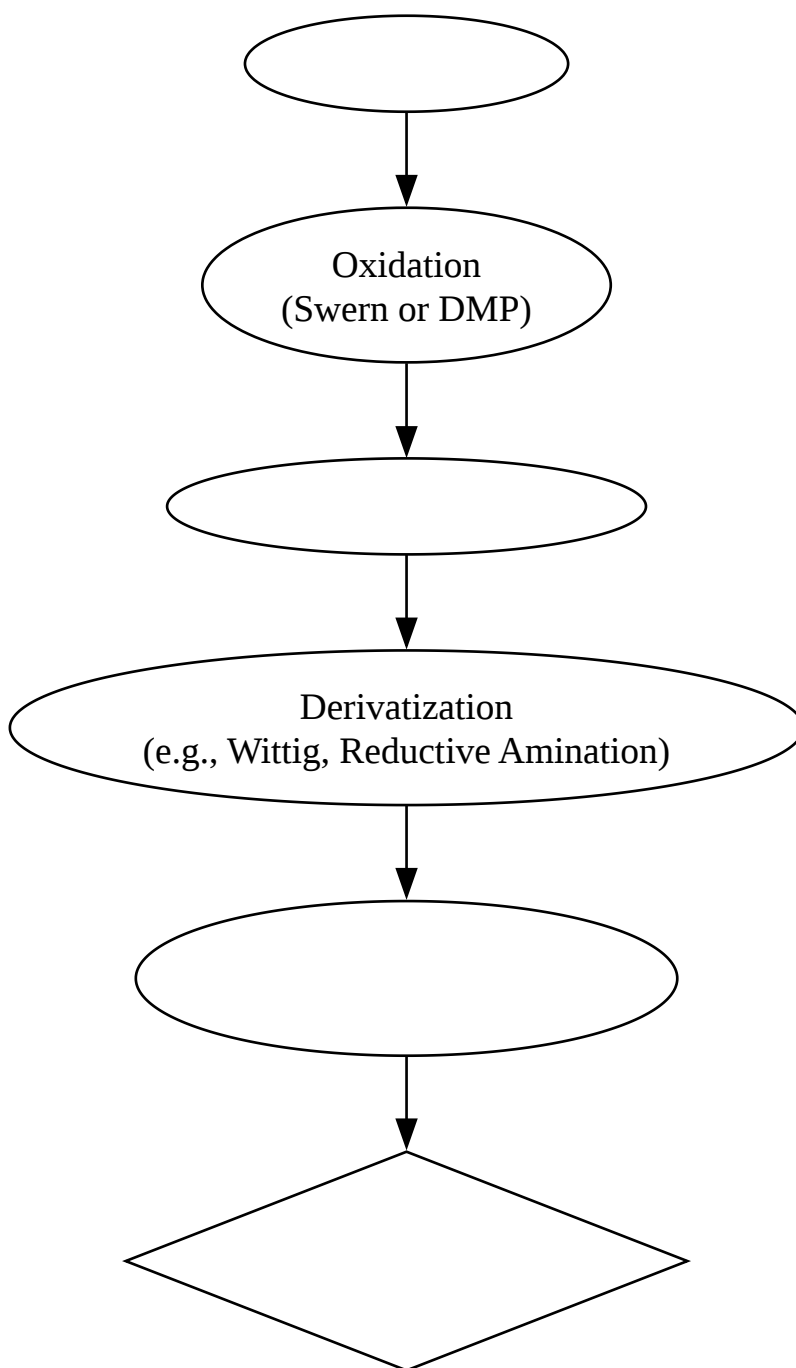 Oxidation
(Swern or DMP)
Derivatization
(e.g., Wittig, Reductive Amination)